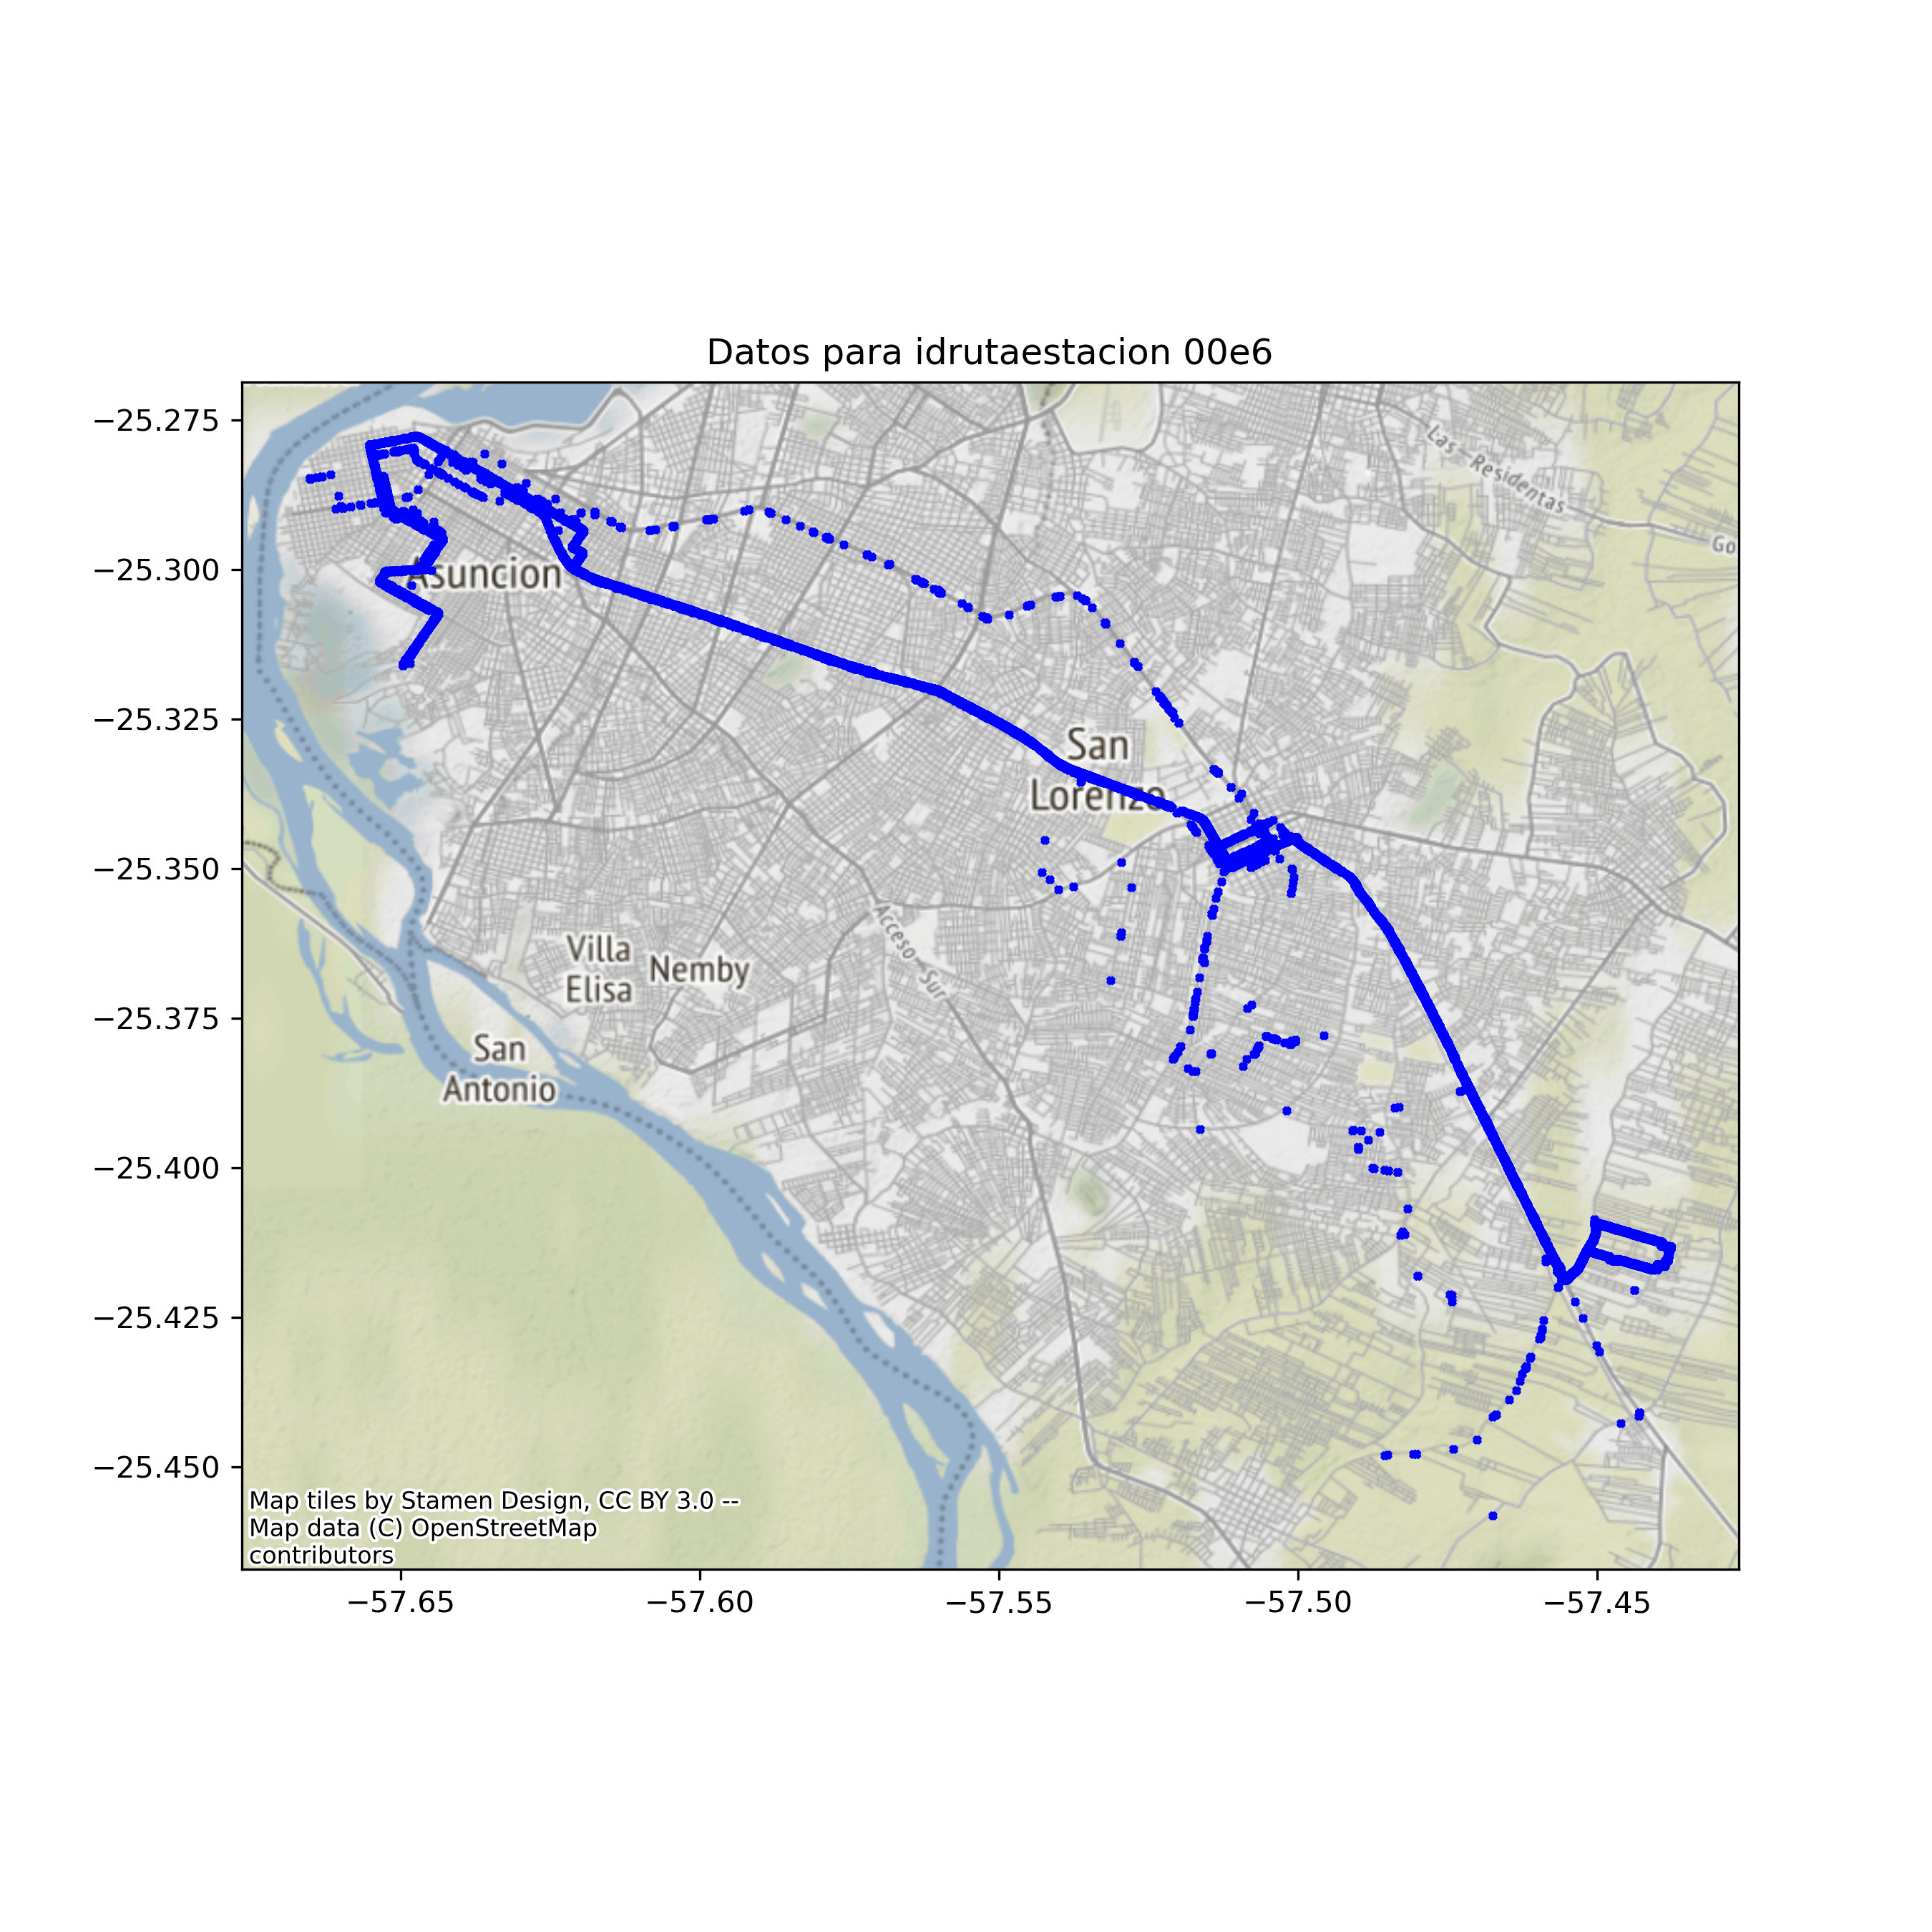 Datos para idrutaestacion 00e6
−25.275
−25.300
−25.325
−25.350
−25.375
−25.400
−25.425
−25.450
Las Residentas
Go
Asuncion
San
Lorenzo
Acceso Sur
Villa
Elisa
Nemby
San
Antonio
Map tiles by Stamen Design, CC BY 3.0 --
Map data (C) OpenStreetMap
contributors
−57.65
−57.60
−57.55
−57.50
−57.45